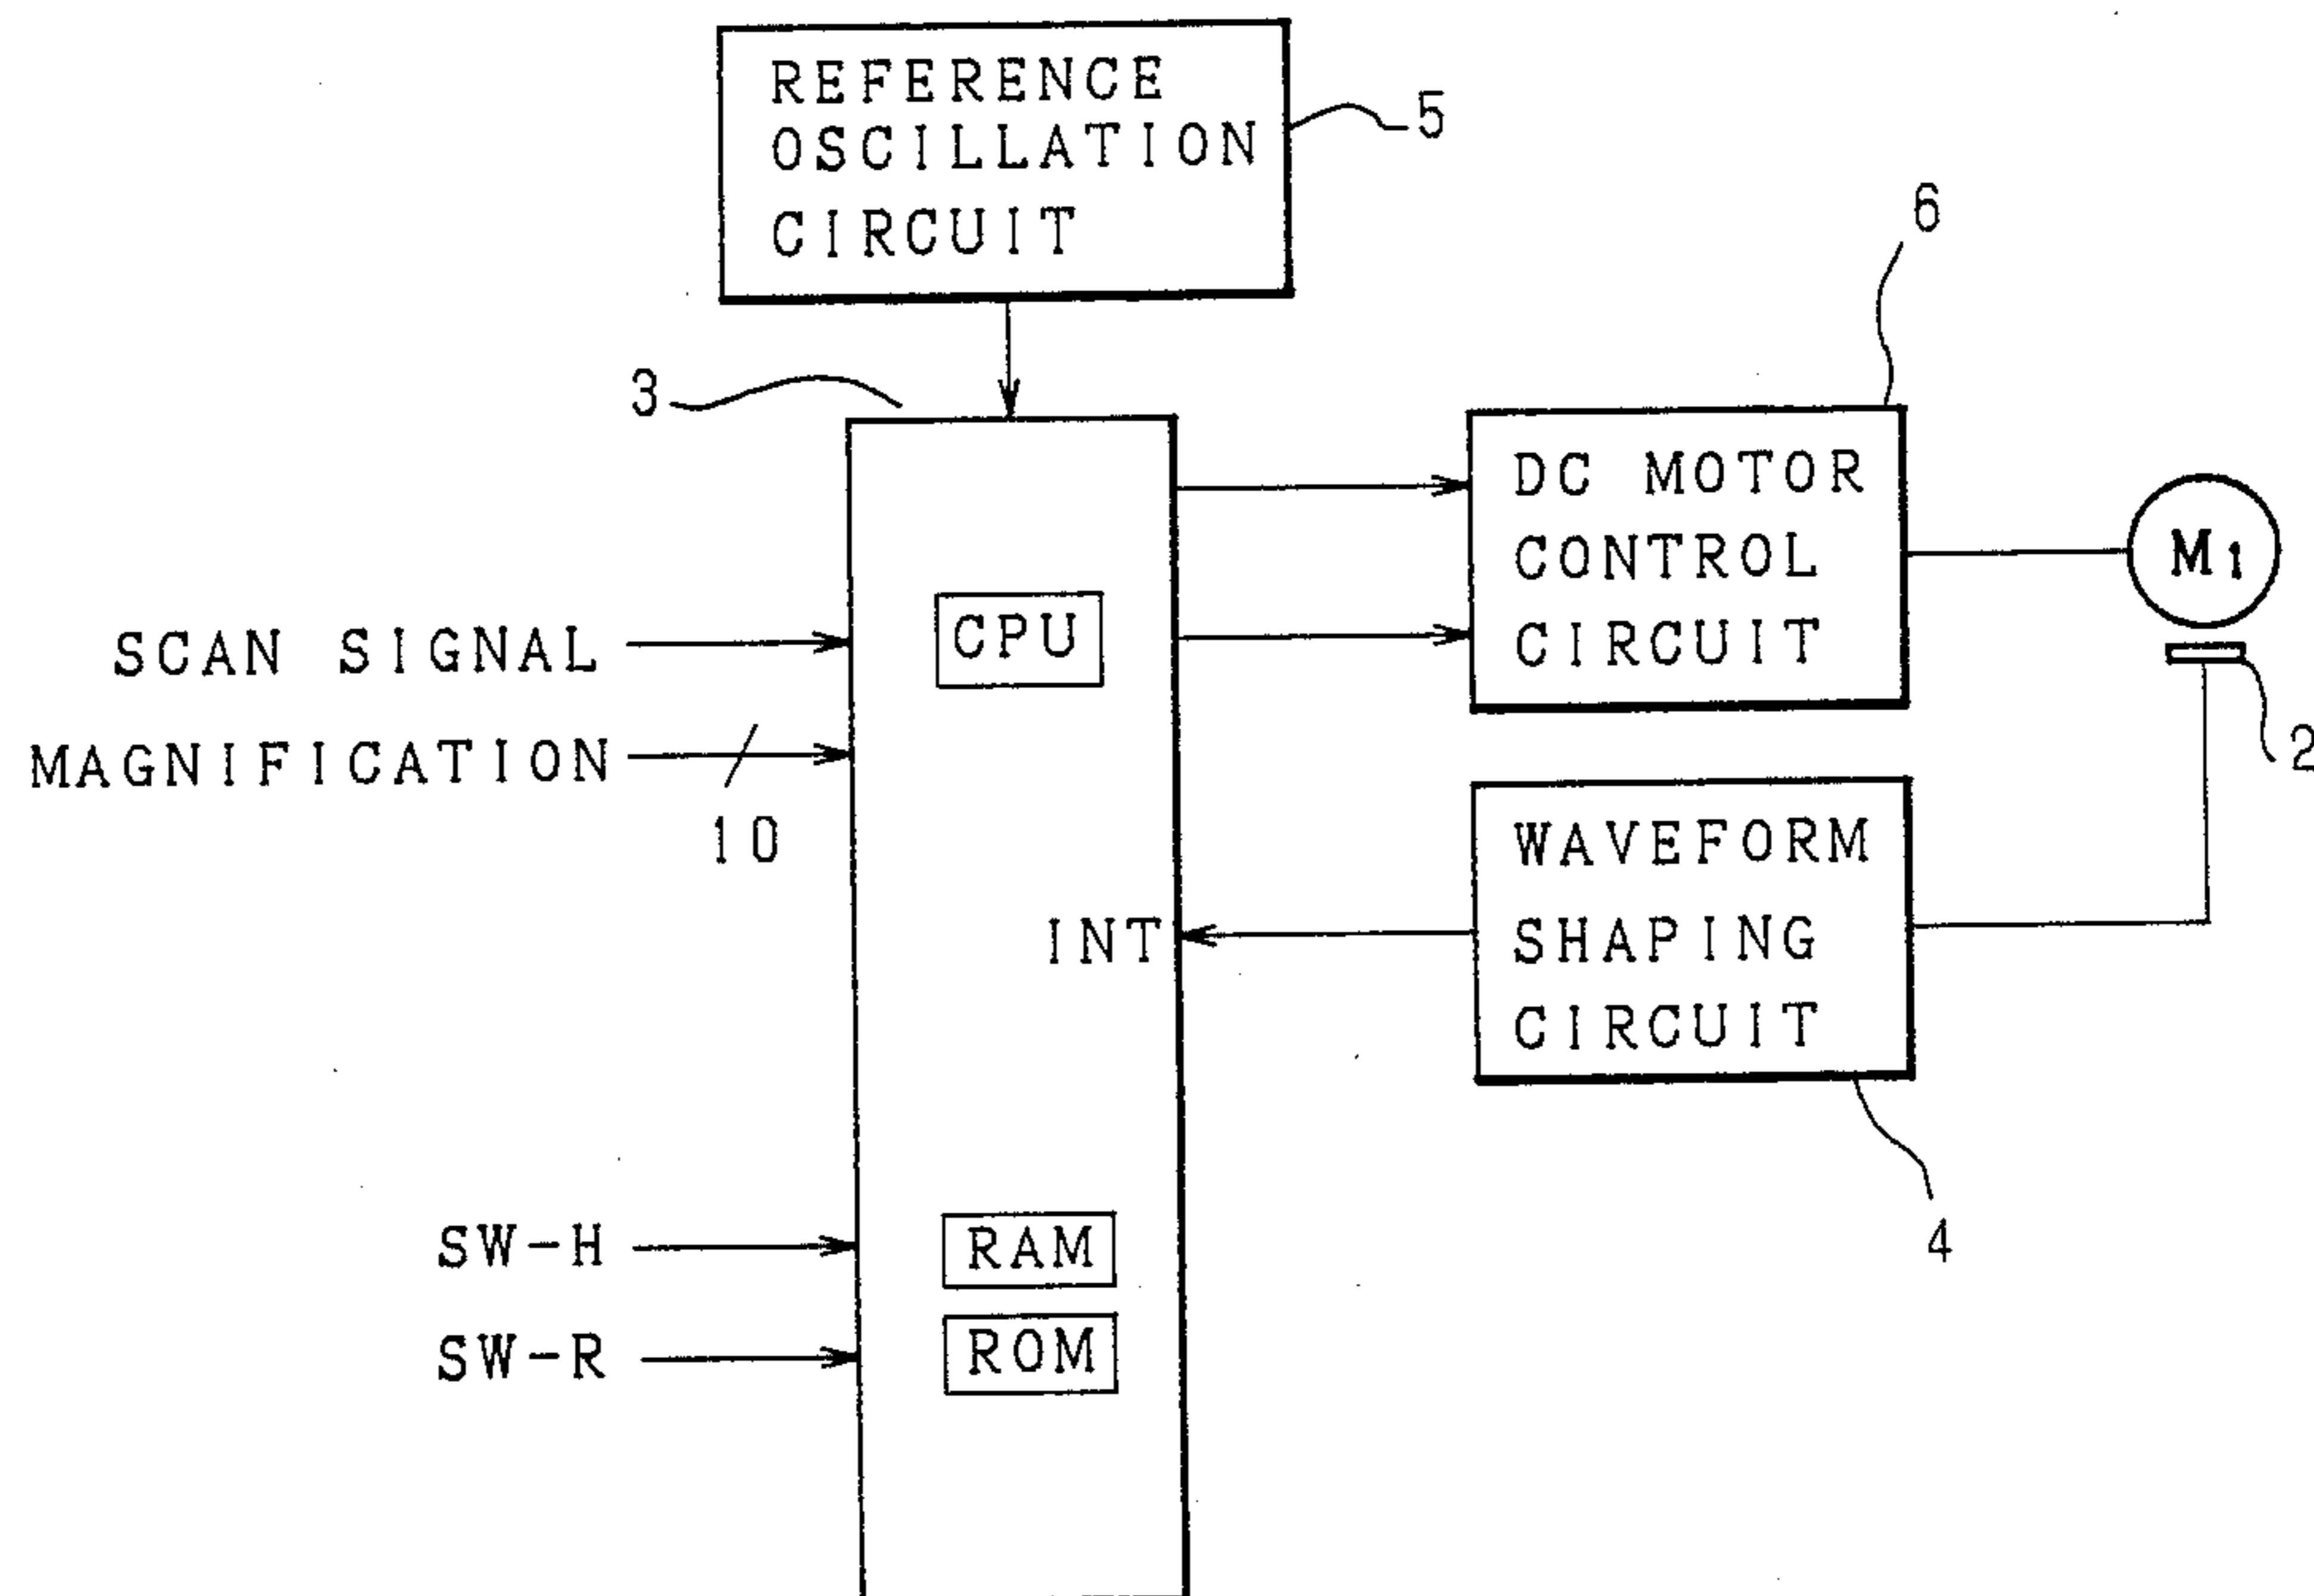 REFERENCE
OSCILLATION
CIRCUIT
5
6
3
DC MOTOR
CONTROL
CIRCUIT
M1
CPU
SCAN SIGNAL
MAGNIFICATION
10
2
WAVEFORM
SHAPING
CIRCUIT
INT
4
SW-H
RAM
SW-R
ROM